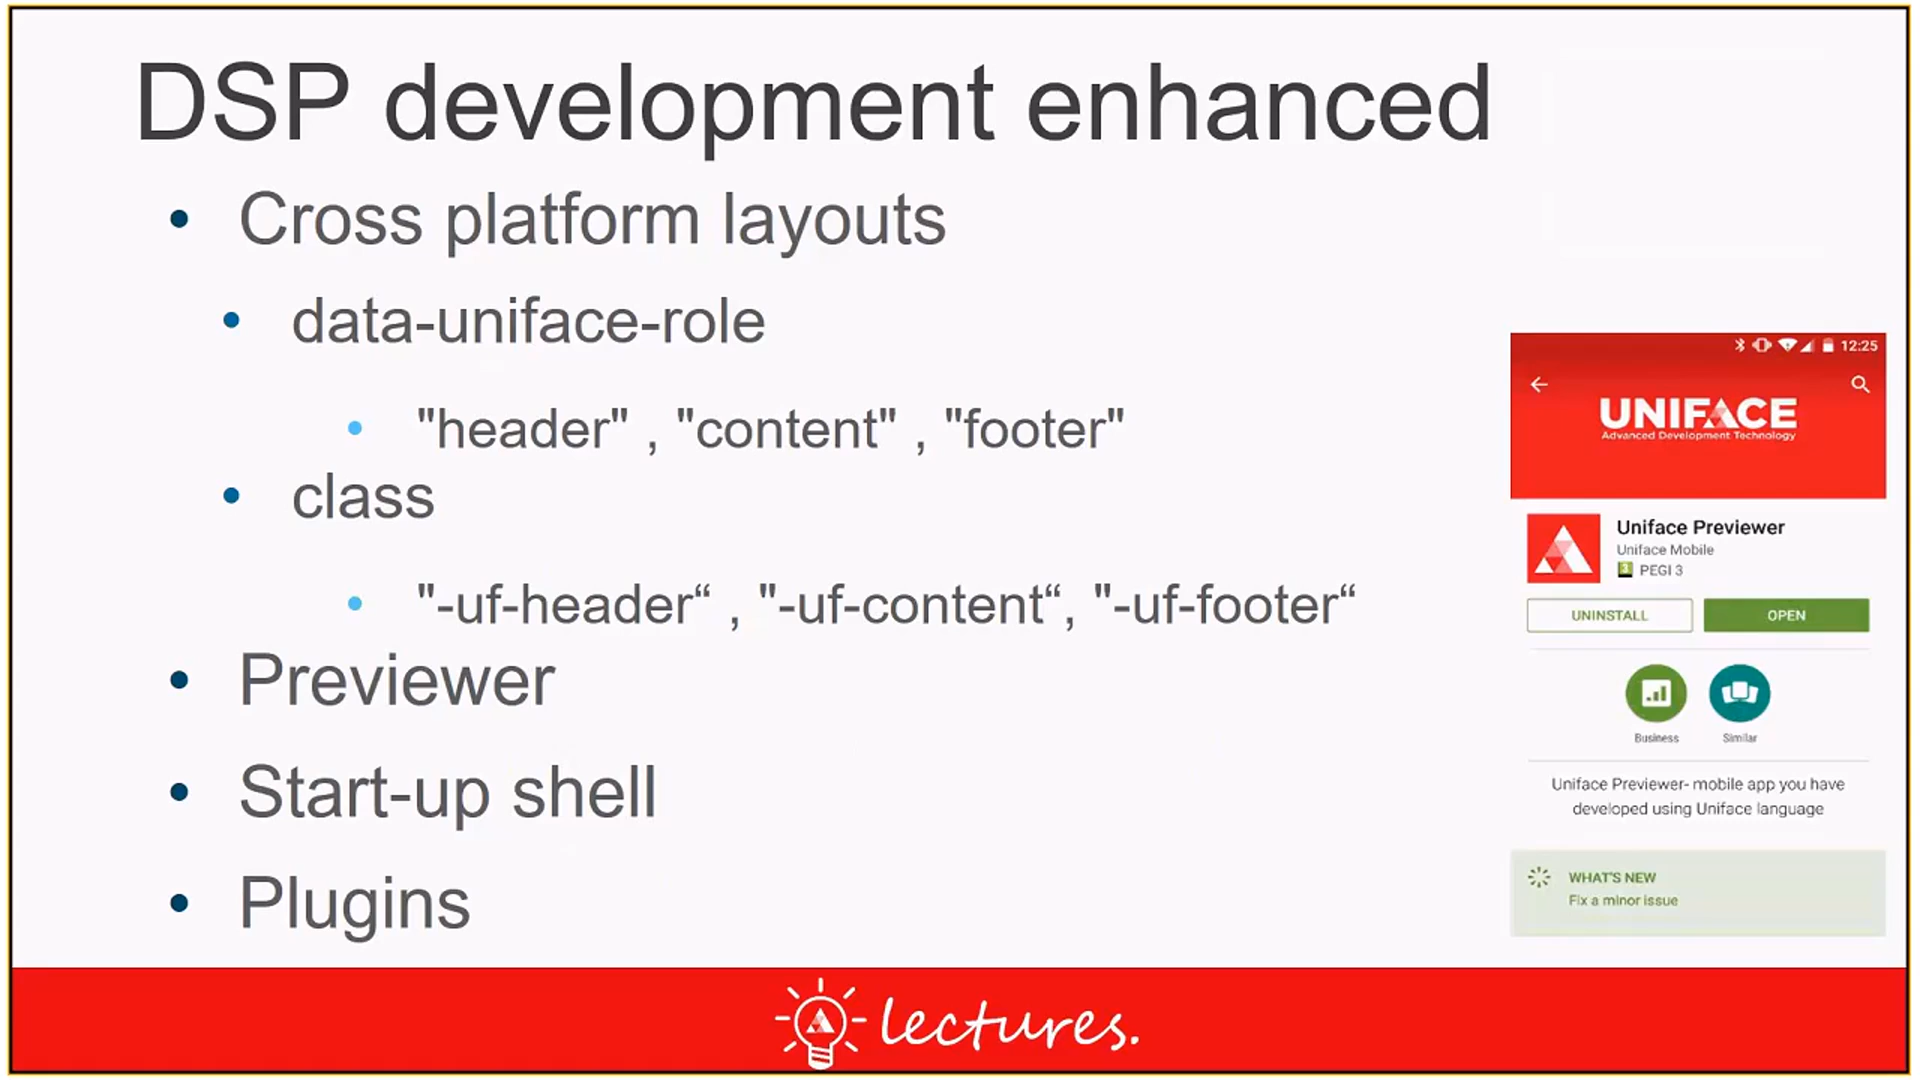 DSP development enhanced
• Cross platform layouts
• data-uniface-role
• "header" , "content" , "footer"
• class
• "-uf-header“ , "-uf-content“, "-uf-footer“
• Previewer
• Start-up shell
• Plugins
12:25
UNIFACE
Advanced Development Technology
Uniface Previewer
Uniface Mobile
3 PEGI 3
UNINSTALL OPEN
Business Similar
Uniface Previewer- mobile app you have
developed using Uniface language
WHAT'S NEW
Fix a minor issue
lectures.